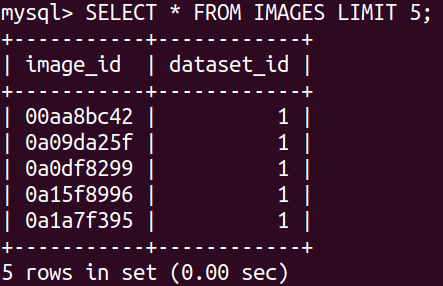 mysql> SELECT * FROM IMAGES LIMIT 5;
+-----------+------------+
| image_id | dataset_id |
+-----------+------------+
| 00aa8bc42 | 1 |
| 0a09da25f | 1 |
| 0a0df8299 | 1 |
| 0a15f8996 | 1 |
| 0a1a7f395 | 1 |
+-----------+------------+
5 rows in set (0.00 sec)